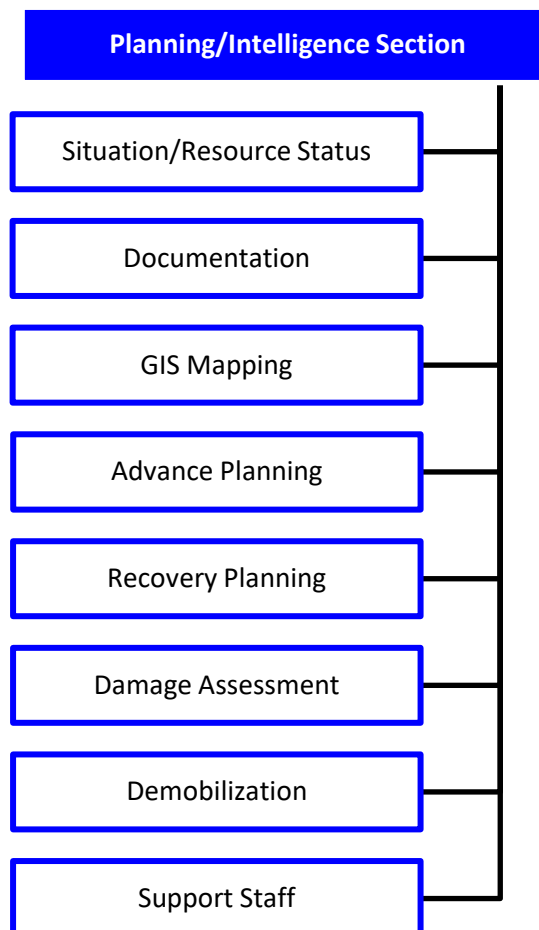 Planning/Intelligence Section
Situation/Resource Status
Documentation
GIS Mapping
Advance Planning
Recovery Planning
Damage Assessment
Demobilization
Support Staff